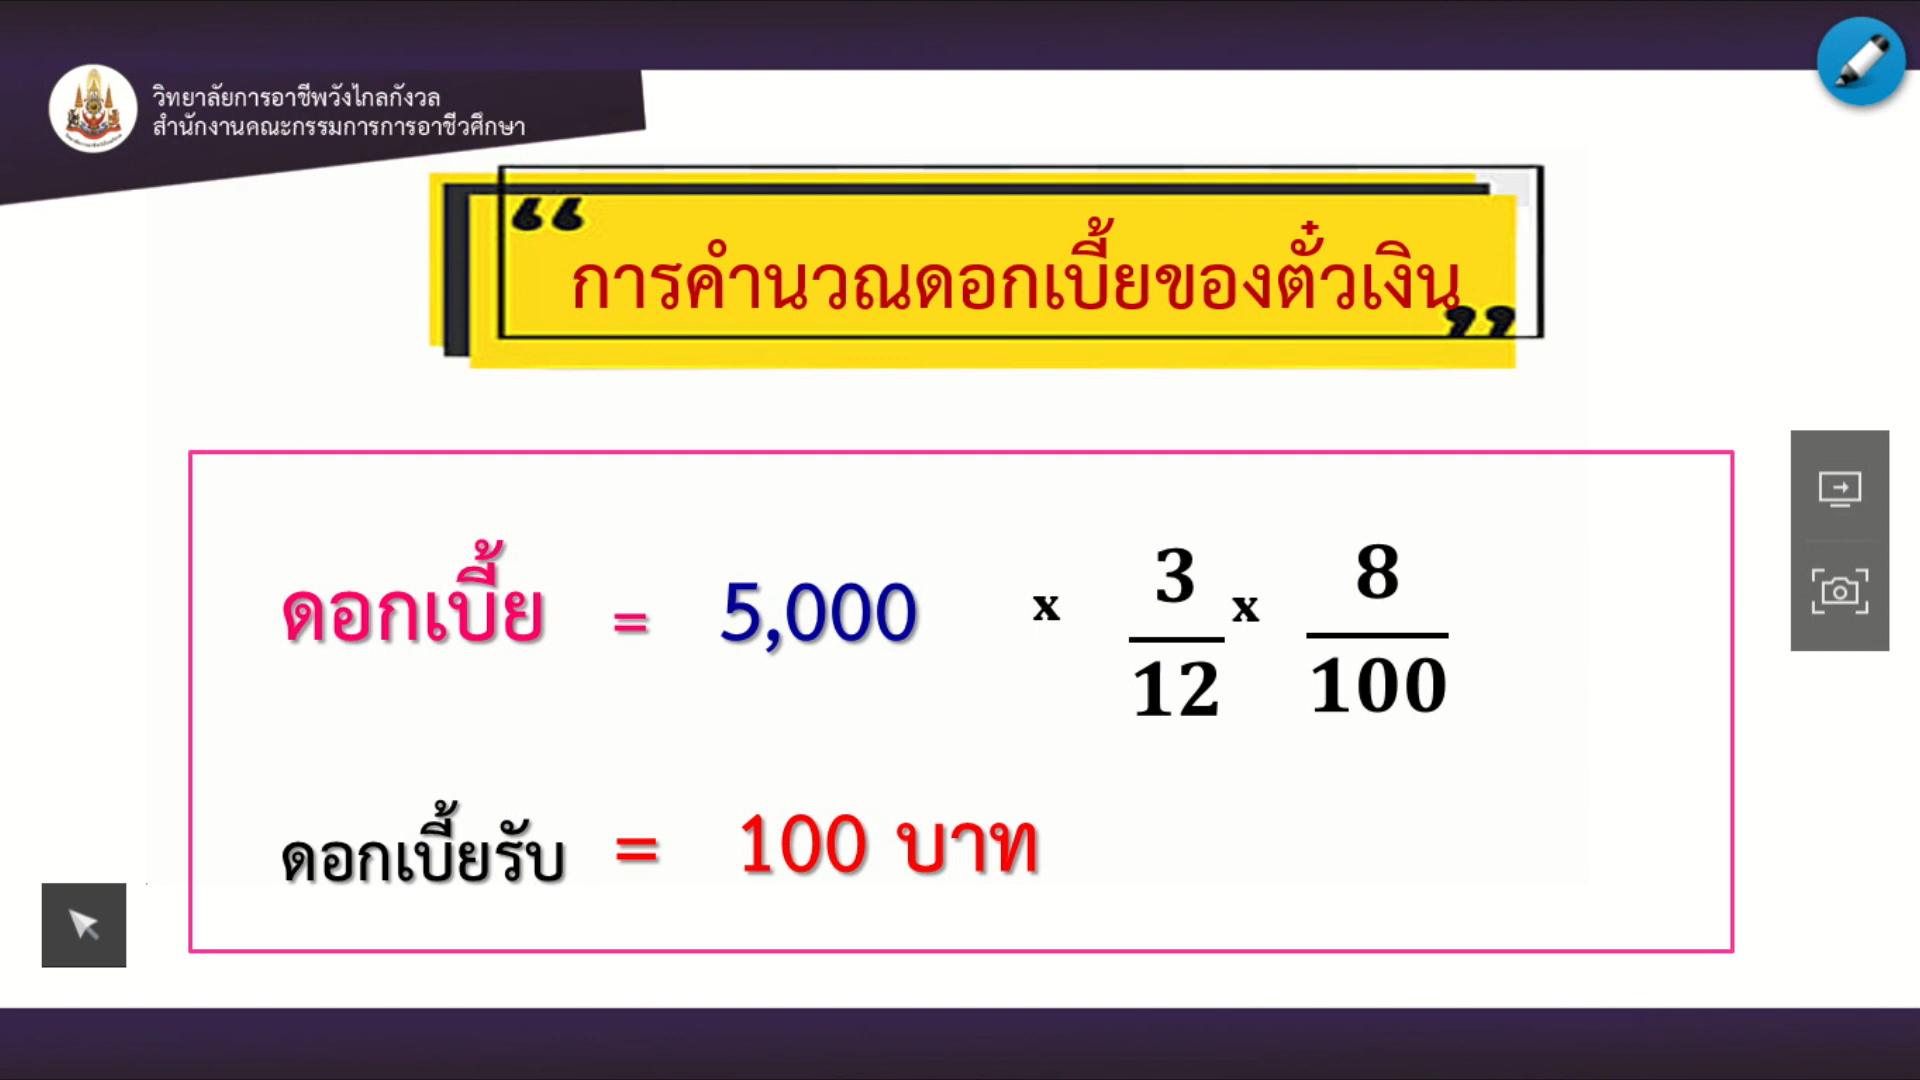 วิทยาลัยการอาชีพวังไกลกังวล
สำนักงานคณะกรรมการการอาชีวศึกษา
“ การคำนวณดอกเบี้ยของตั๋วเงิน ”
ดอกเบี้ย = 5,000 x 3/12 x 8/100
ดอกเบี้ยรับ = 100 บาท